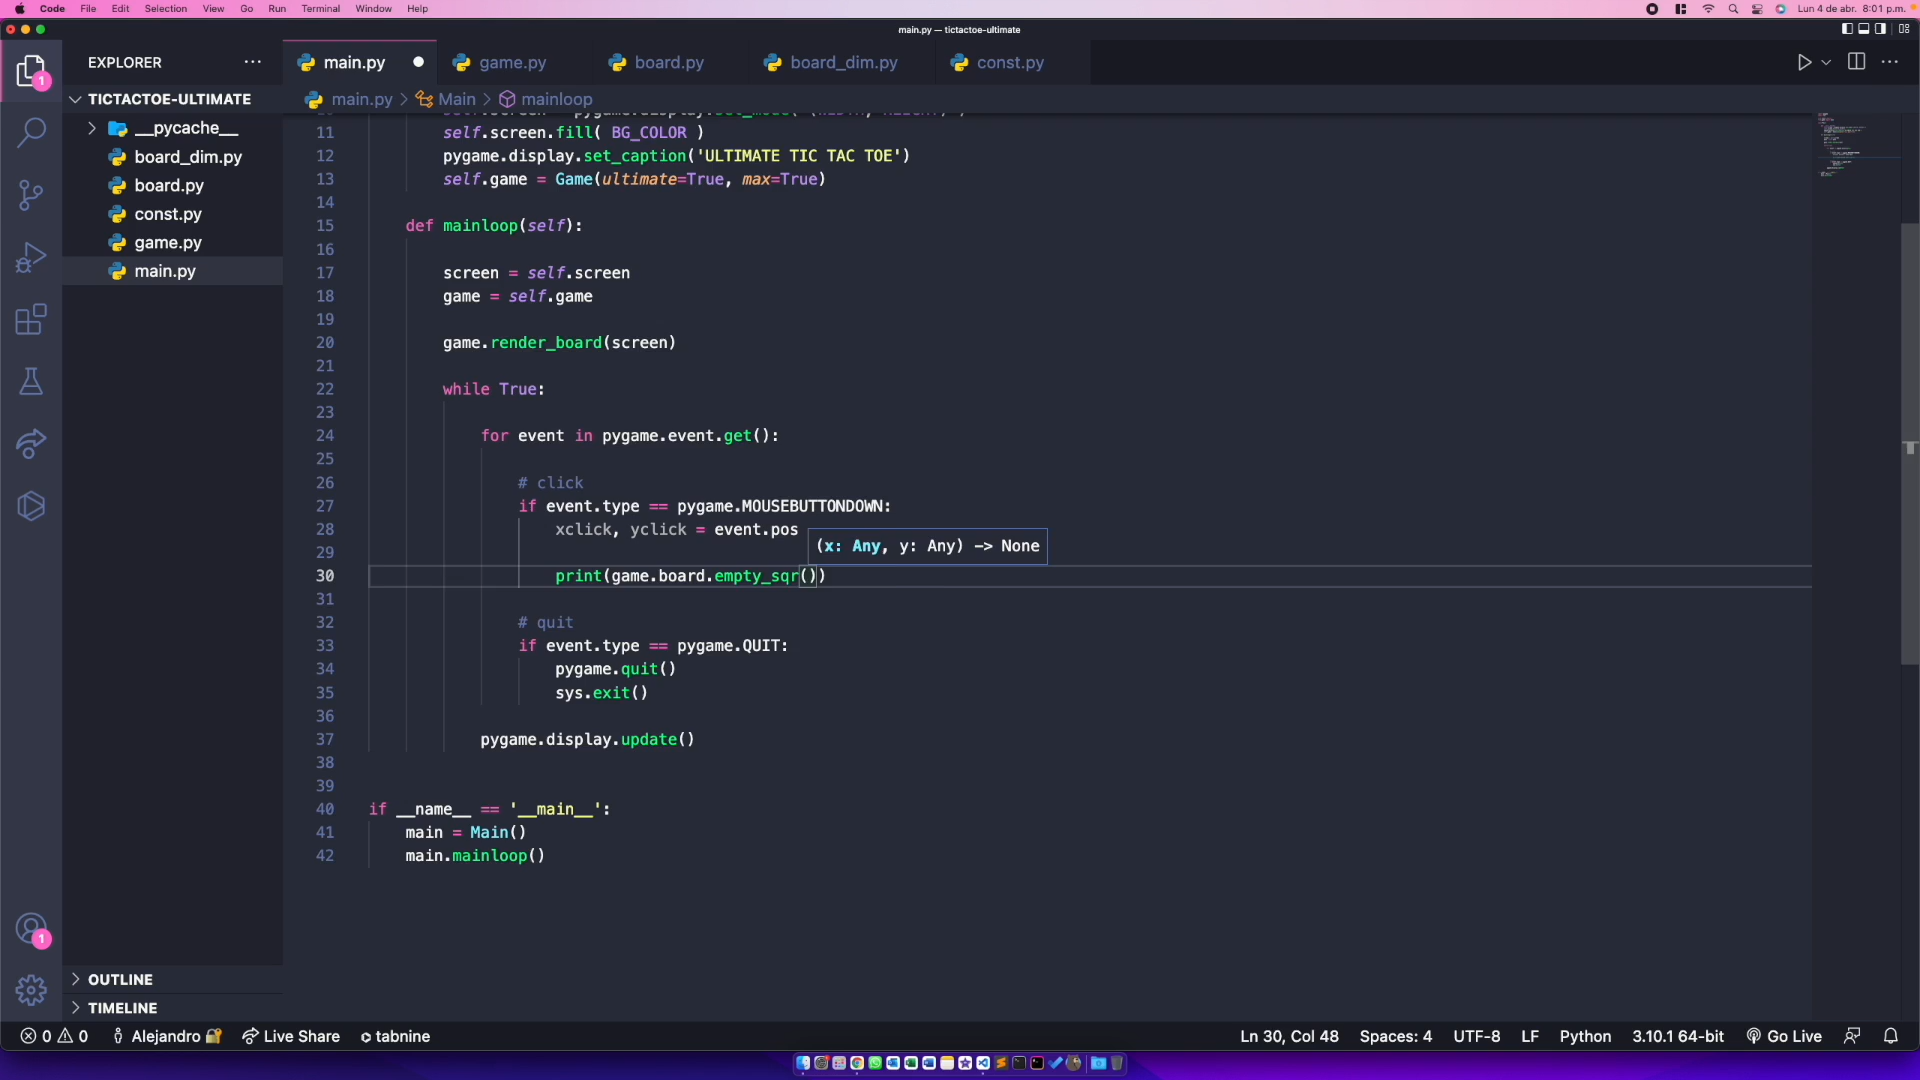 Code File Edit Selection View Go Run Terminal Window Help
Lun 4 de abr. 8:01 p.m.
main.py — tictactoe-ultimate
1
EXPLORER
main.py
game.py
board.py
board_dim.py
const.py
TICTACTOE-ULTIMATE
main.py > Main > mainloop
__pycache__
board_dim.py
board.py
const.py
game.py
main.py
11 self.screen.fill( BG_COLOR )
12 pygame.display.set_caption('ULTIMATE TIC TAC TOE')
13 self.game = Game(ultimate=True, max=True)
14
15 def mainloop(self):
16
17 screen = self.screen
18 game = self.game
19
20 game.render_board(screen)
21
22 while True:
23
24 for event in pygame.event.get():
25
26 # click
27 if event.type == pygame.MOUSEBUTTONDOWN:
28 xclick, yclick = event.pos
(x: Any, y: Any) -> None
29
30 print(game.board.empty_sqr())
31
32 # quit
33 if event.type == pygame.QUIT:
34 pygame.quit()
35 sys.exit()
36
37 pygame.display.update()
38
39
40 if __name__ == '__main__':
41 main = Main()
42 main.mainloop()
1
OUTLINE
TIMELINE
0 0 Alejandro Live Share tabnine
Ln 30, Col 48 Spaces: 4 UTF-8 LF Python 3.10.1 64-bit Go Live